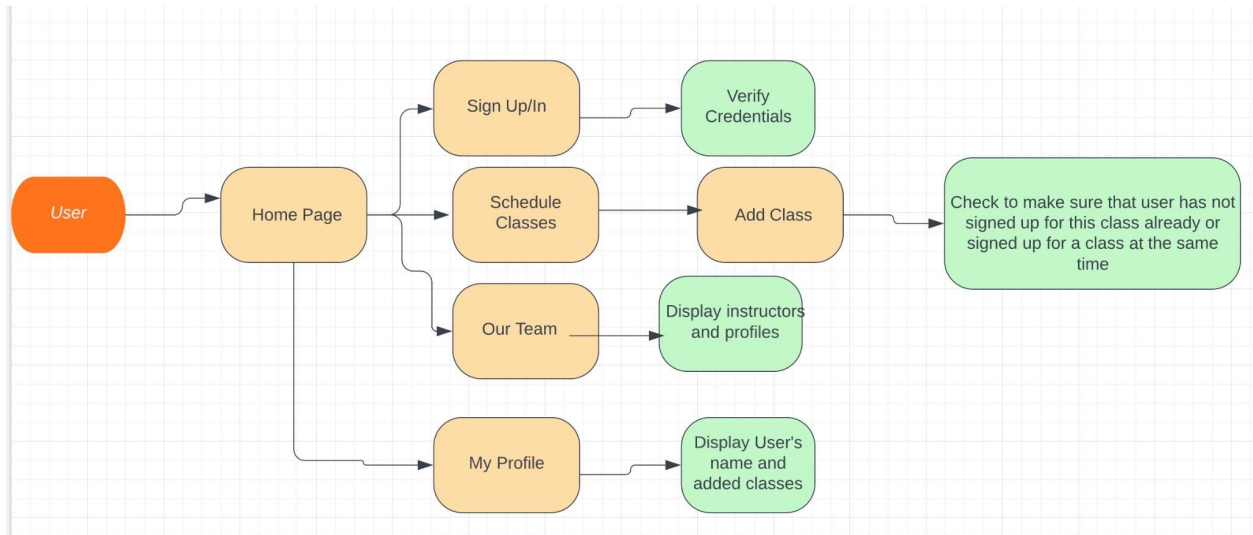 User
Home Page
Sign Up/In
Verify
Credentials
Schedule
Classes
Add Class
Check to make sure that user has not
signed up for this class already or
signed up for a class at the same
time
Our Team
Display instructors
and profiles
My Profile
Display User's
name and
added classes